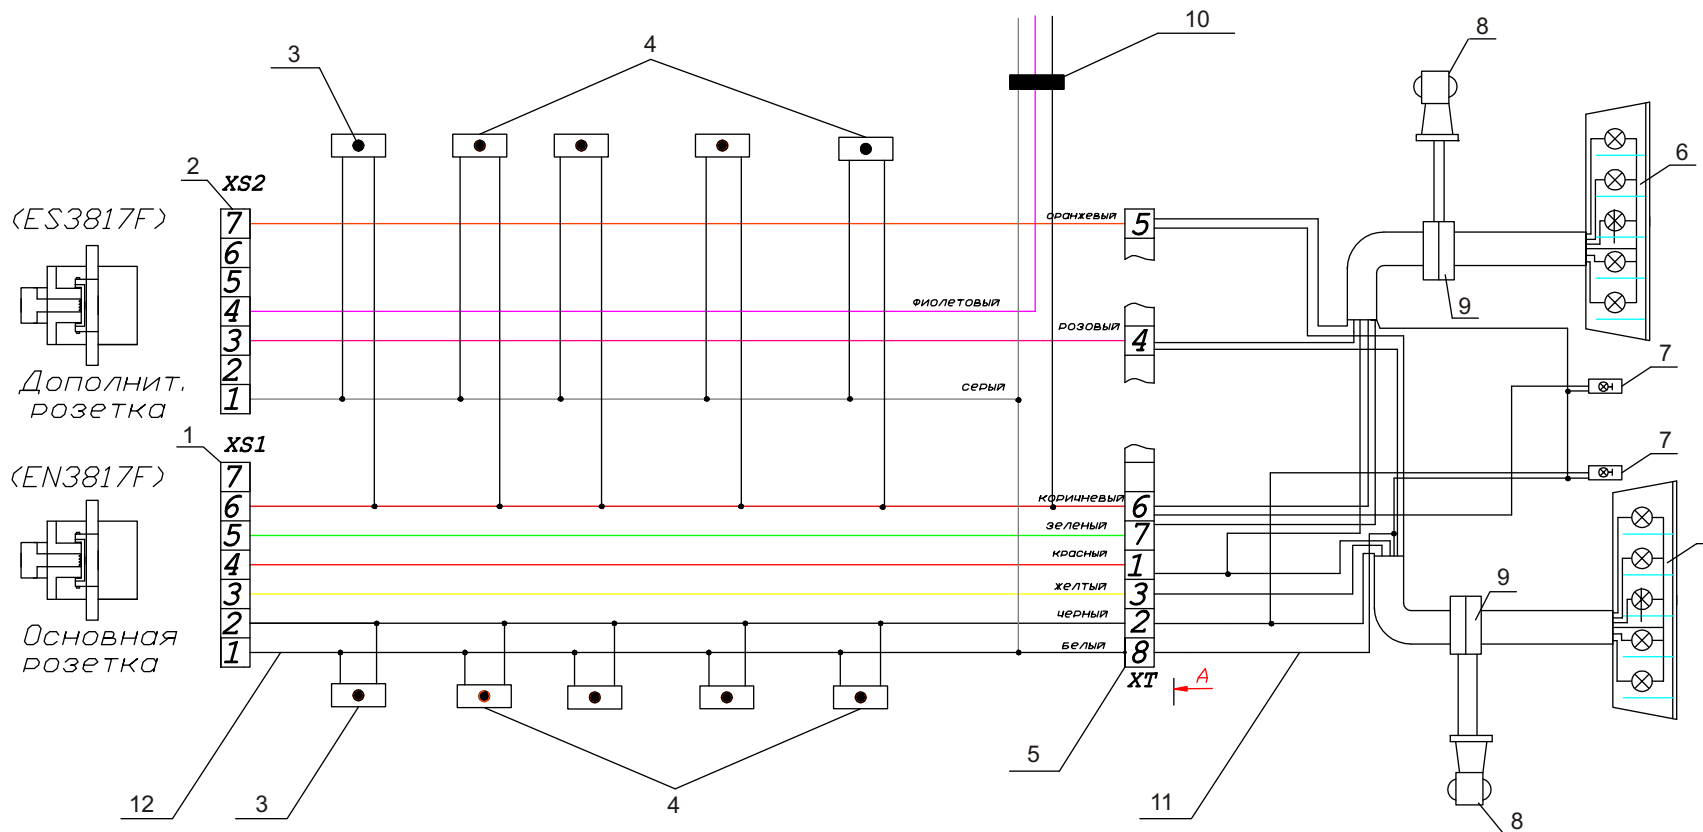 3
4
10
8
2
XS2
6
(ES3817F)
7
6
5
4
3
2
1
оранжевый
5
фиолетовый
9
розовый
4
Дополнит.
розетка
серый
7
1
XS1
7
(EN3817F)
7
6
5
4
3
2
1
коричневый
6
зеленый
7
красный
1
желтый
3
черный
2
белый
8
9
Основная
розетка
XT
A
5
12
3
4
11
8